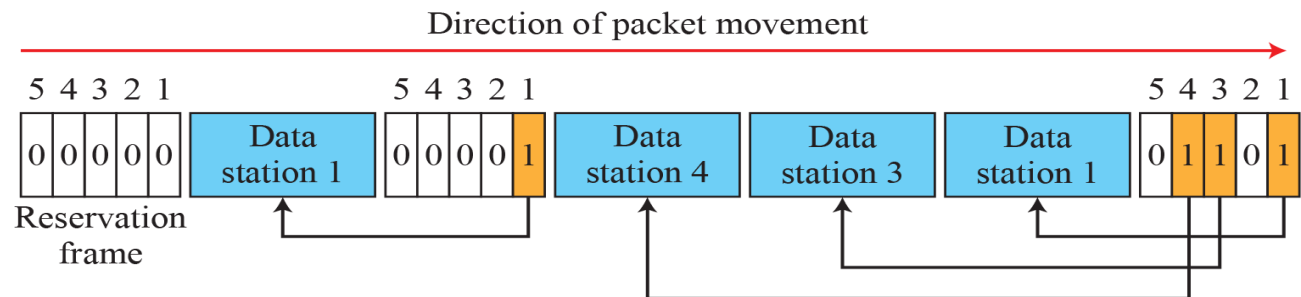 Direction of packet movement
5 4 3 2 1
5 4 3 2 1
5 4 3 2 1
0 0 0 0 0
Data
station 1
0 0 0 0 1
Data
station 4
Data
station 3
Data
station 1
0 1 1 0 1
Reservation
frame